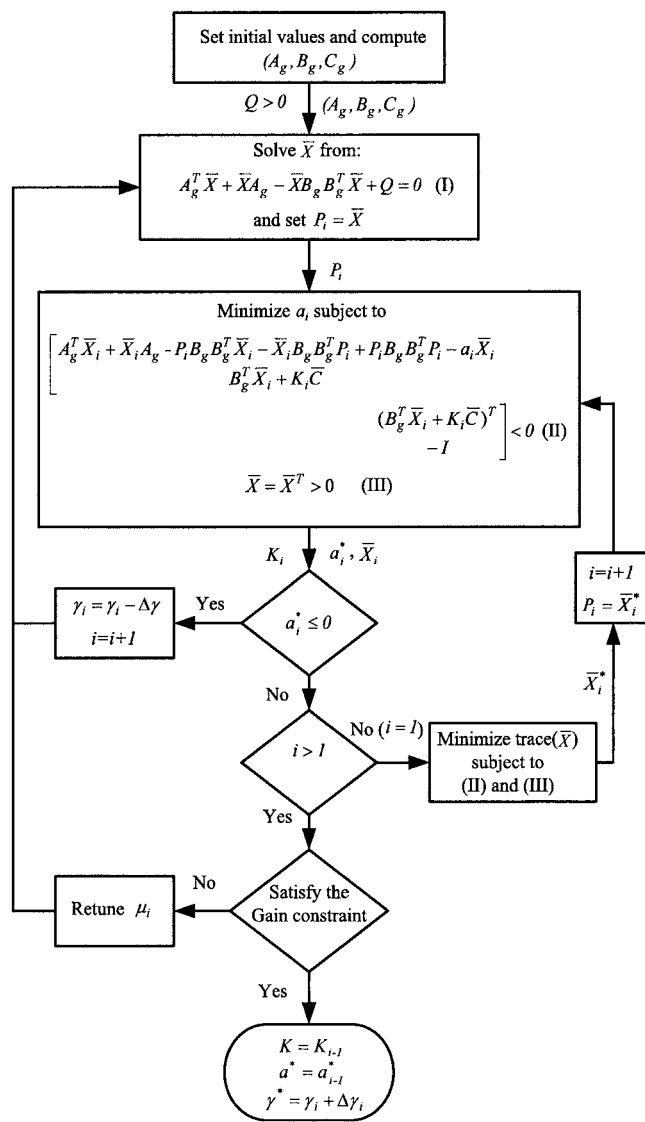 Set initial values and compute
(A_g, B_g, C_g)
Q>0 (A_g, B_g, C_g)
Solve X̅ from:
A_g^T X̅ + X̅A_g − X̅B_g B_g^T X̅ + Q = 0 (I)
and set P_i = X̅
P_i
Minimize a_i subject to
[ A_g^T X̅_i + X̅_i A_g - P_i B_g B_g^T X̅_i − X̅_i B_g B_g^T P_i + P_i B_g B_g^T P_i − a_i X̅_i
B_g^T X̅_i + K_i C̅
(B_g^T X̅_i + K_i C̅)^T
− I ] < 0 (II)
X̅ = X̅^T > 0 (III)
K_i a_i^*, X̅_i
a_i^* ≤ 0
Yes
γ_i = γ_i − Δγ
i=i+1
No
i > 1
No (i = 1)
Minimize trace(X̅)
subject to
(II) and (III)
X̅_i^*
i=i+1
P_i = X̅_i^*
Yes
Satisfy the
Gain constraint
No
Retune μ_i
Yes
K = K_{i-1}
a^* = a_{i-1}^*
γ^* = γ_i + Δγ_i